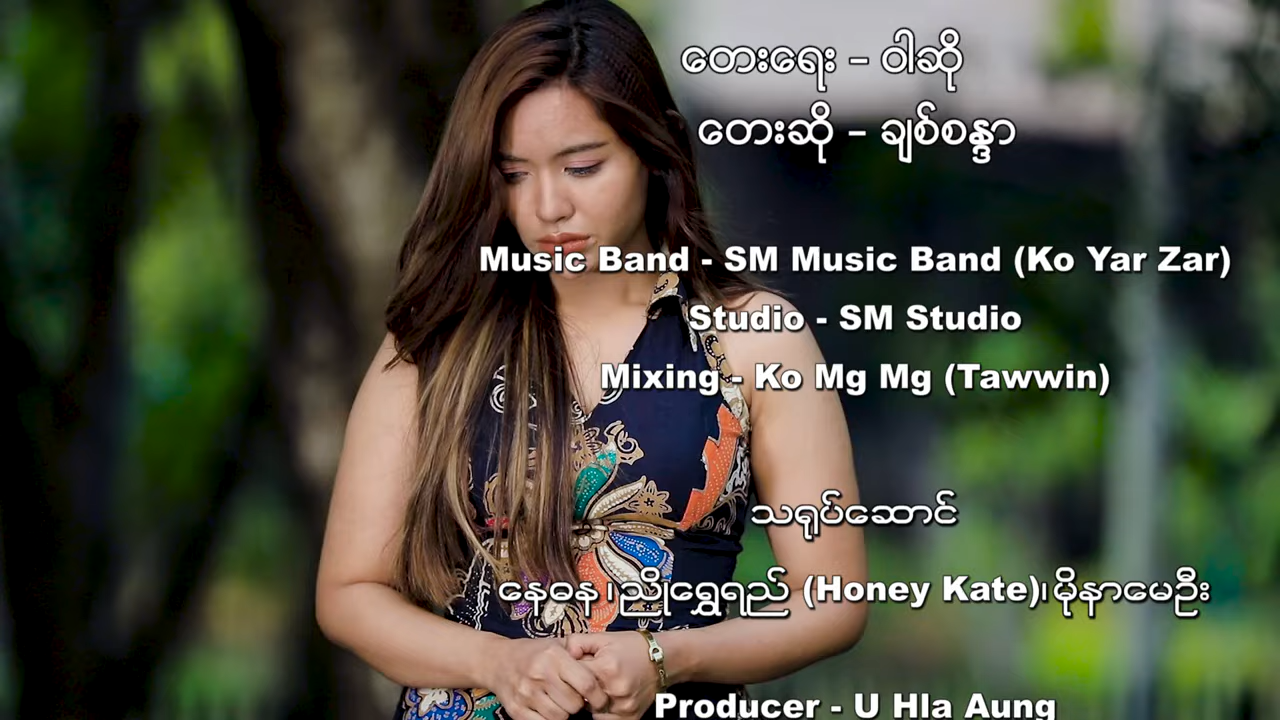 တေးရေး – ဝါဆို
တေးဆို – ချစ်စန္ဒာ
Music Band - SM Music Band (Ko Yar Zar)
Studio - SM Studio
Mixing - Ko Mg Mg (Tawwin)
သရုပ်ဆောင်
နေဓန ၊ ညိုရွှေရည် (Honey Kate)၊ မိုနာမေဦး
Producer - U Hla Aung